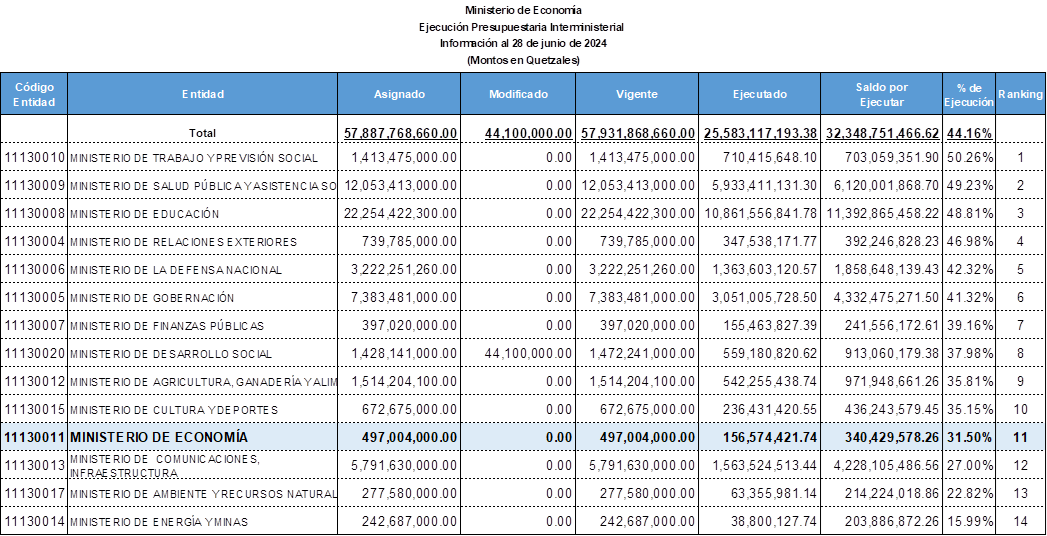 Ministerio de Economía
Ejecución Presupuestaria Interministerial
Información al 28 de junio de 2024
(Montos en Quetzales)
Código Entidad Entidad Asignado Modificado Vigente Ejecutado Saldo por Ejecutar % de Ejecución Ranking
Total 57,887,768,660.00 44,100,000.00 57,931,868,660.00 25,583,117,193.38 32,348,751,466.62 44.16%
11130010 MINISTERIO DE TRABAJO Y PREVISIÓN SOCIAL 1,413,475,000.00 0.00 1,413,475,000.00 710,415,648.10 703,059,351.90 50.26% 1
11130009 MINISTERIO DE SALUD PÚBLICA Y ASISTENCIA SO 12,053,413,000.00 0.00 12,053,413,000.00 5,933,411,131.30 6,120,001,868.70 49.23% 2
11130008 MINISTERIO DE EDUCACIÓN 22,254,422,300.00 0.00 22,254,422,300.00 10,861,556,841.78 11,392,865,458.22 48.81% 3
11130004 MINISTERIO DE RELACIONES EXTERIORES 739,785,000.00 0.00 739,785,000.00 347,538,171.77 392,246,828.23 46.98% 4
11130006 MINISTERIO DE LA DEFENSA NACIONAL 3,222,251,260.00 0.00 3,222,251,260.00 1,363,603,120.57 1,858,648,139.43 42.32% 5
11130005 MINISTERIO DE GOBERNACIÓN 7,383,481,000.00 0.00 7,383,481,000.00 3,051,005,728.50 4,332,475,271.50 41.32% 6
11130007 MINISTERIO DE FINANZAS PÚBLICAS 397,020,000.00 0.00 397,020,000.00 155,463,827.39 241,556,172.61 39.16% 7
11130020 MINISTERIO DE DESARROLLO SOCIAL 1,428,141,000.00 44,100,000.00 1,472,241,000.00 559,180,820.62 913,060,179.38 37.98% 8
11130012 MINISTERIO DE AGRICULTURA, GANADERÍA Y ALIM 1,514,204,100.00 0.00 1,514,204,100.00 542,255,438.74 971,948,661.26 35.81% 9
11130015 MINISTERIO DE CULTURA Y DEPORTES 672,675,000.00 0.00 672,675,000.00 236,431,420.55 436,243,579.45 35.15% 10
11130011 MINISTERIO DE ECONOMÍA 497,004,000.00 0.00 497,004,000.00 156,574,421.74 340,429,578.26 31.50% 11
11130013 MINISTERIO DE COMUNICACIONES, INFRAESTRUCTURA 5,791,630,000.00 0.00 5,791,630,000.00 1,563,524,513.44 4,228,105,486.56 27.00% 12
11130017 MINISTERIO DE AMBIENTE Y RECURSOS NATURAL 277,580,000.00 0.00 277,580,000.00 63,355,981.14 214,224,018.86 22.82% 13
11130014 MINISTERIO DE ENERGÍA Y MINAS 242,687,000.00 0.00 242,687,000.00 38,800,127.74 203,886,872.26 15.99% 14